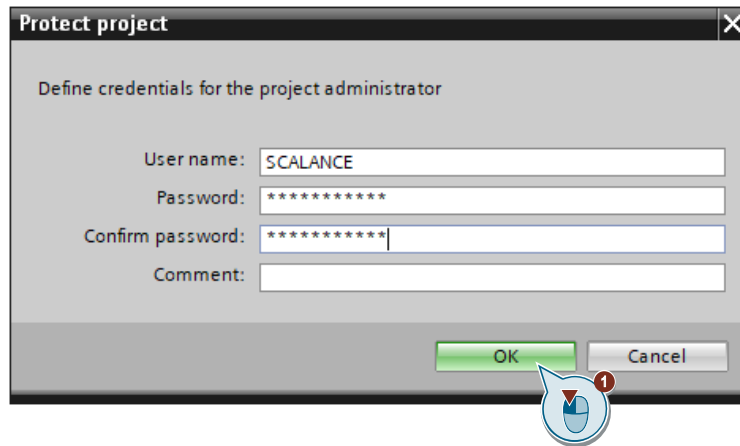 Protect project
Define credentials for the project administrator
User name: SCALANCE
Password: ***********
Confirm password: ***********
Comment:
OK Cancel
1